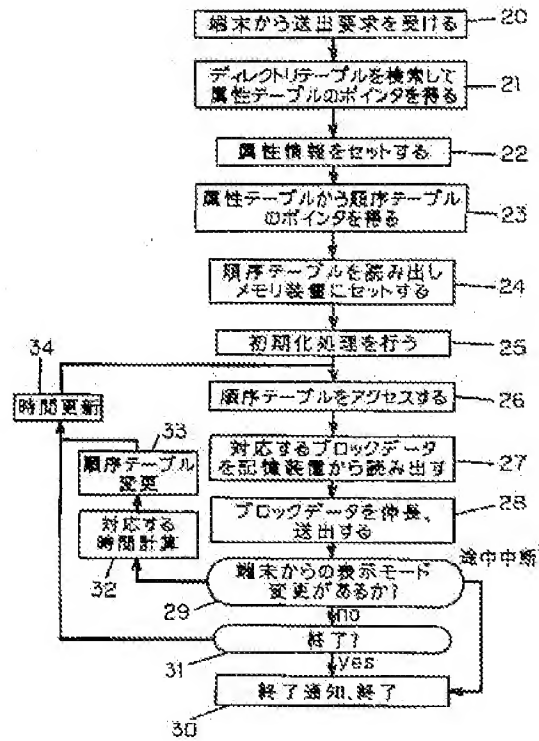 端末から送出要求を受ける
20
ディレクトリテーブルを検索して
属性テーブルのポインタを得る
21
属性情報をセットする
22
属性テーブルから順序テーブル
のポインタを得る
23
順序テーブルを読み出し
メモリ装置にセットする
24
初期化処理を行う
25
34
時間更新
順序テーブルをアクセスする
26
33
順序テーブル
変更
対応するブロックデータ
を記憶装置から読み出す
27
対応する
時間計算
32
ブロックデータを伸長、
送出する
28
途中中断
端末からの表示モード
変更があるか?
29
no
終了?
31
yes
終了通知、終了
30